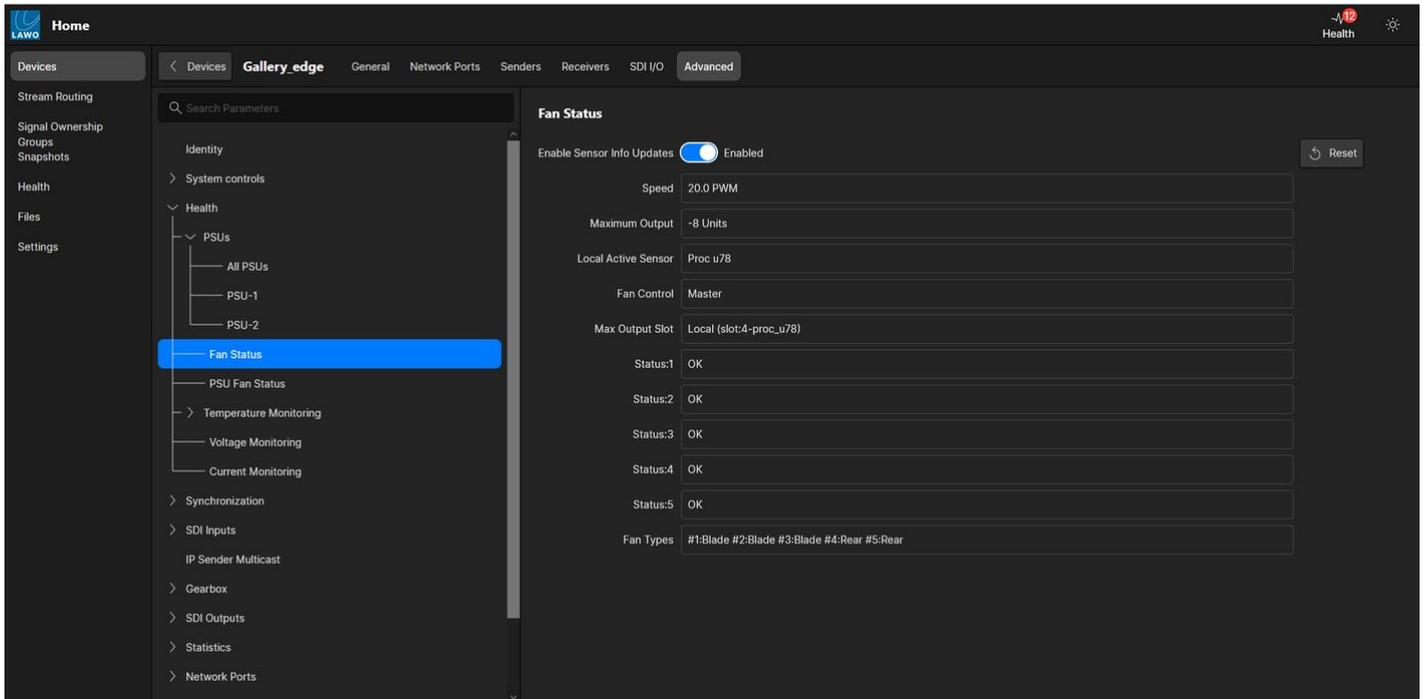 LAWO
Home
12
Health
Devices
Stream Routing
Signal Ownership
Groups
Snapshots
Health
Files
Settings
Devices
Gallery_edge
General
Network Ports
Senders
Receivers
SDI I/O
Advanced
Search Parameters
Identity
System controls
Health
PSUs
All PSUs
PSU-1
PSU-2
Fan Status
PSU Fan Status
Temperature Monitoring
Voltage Monitoring
Current Monitoring
Synchronization
SDI Inputs
IP Sender Multicast
Gearbox
SDI Outputs
Statistics
Network Ports
Fan Status
Enable Sensor Info Updates Enabled
Reset
Speed 20.0 PWM
Maximum Output -8 Units
Local Active Sensor Proc u78
Fan Control Master
Max Output Slot Local (slot:4-proc_u78)
Status:1 OK
Status:2 OK
Status:3 OK
Status:4 OK
Status:5 OK
Fan Types #1:Blade #2:Blade #3:Blade #4:Rear #5:Rear